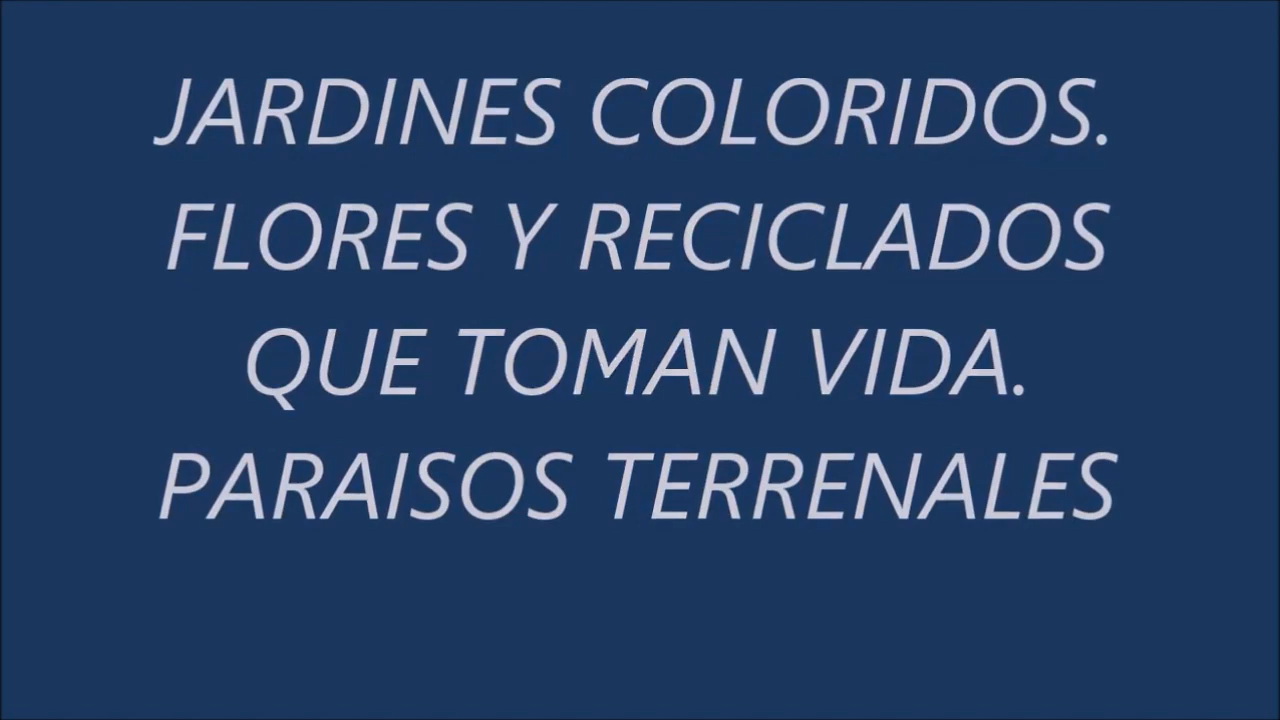 JARDINES COLORIDOS.
FLORES Y RECICLADOS
QUE TOMAN VIDA.
PARAISOS TERRENALES